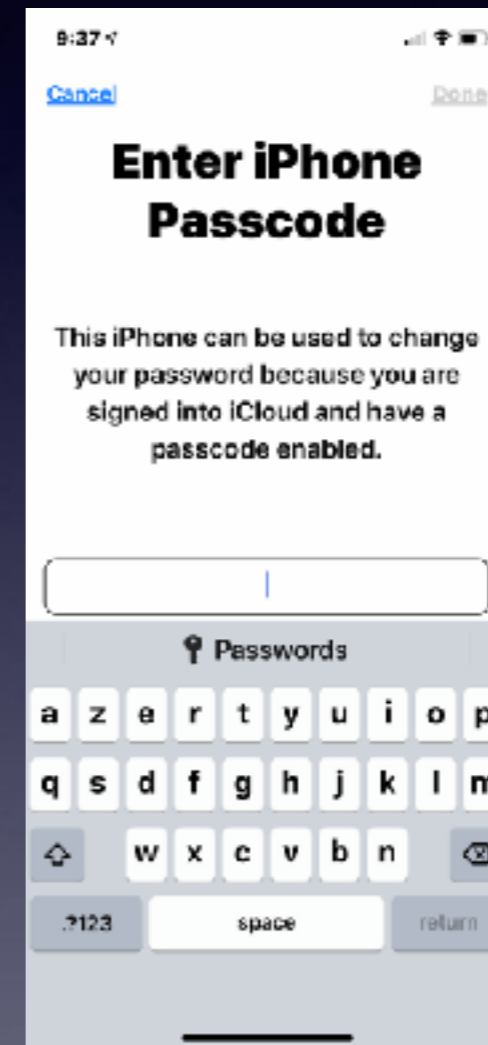 9:37
Cancel Done
Enter iPhone
Passcode
This iPhone can be used to change
your password because you are
signed into iCloud and have a
passcode enabled.
Passwords
a z e r t y u i o p
q s d f g h j k l m
w x c v b n
.?123 space return